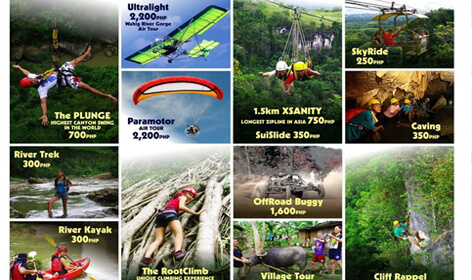 Ultralight
2,200PHP
Wahig River Gorge
Air Tour
SkyRide
250PHP
The PLUNGE
HIGHEST CANYON SWING
IN THE WORLD
700PHP
Paramotor
AIR TOUR
2,200PHP
1.5km XSANITY
LONGEST ZIPLINE IN ASIA 750PHP
SuiSlide 350PHP
Caving
350PHP
River Trek
300PHP
OffRoad Buggy
1,600PHP
River Kayak
300PHP
The RootClimb
UNIQUE CLIMBING EXPERIENCE
Village Tour
Cliff Rappel